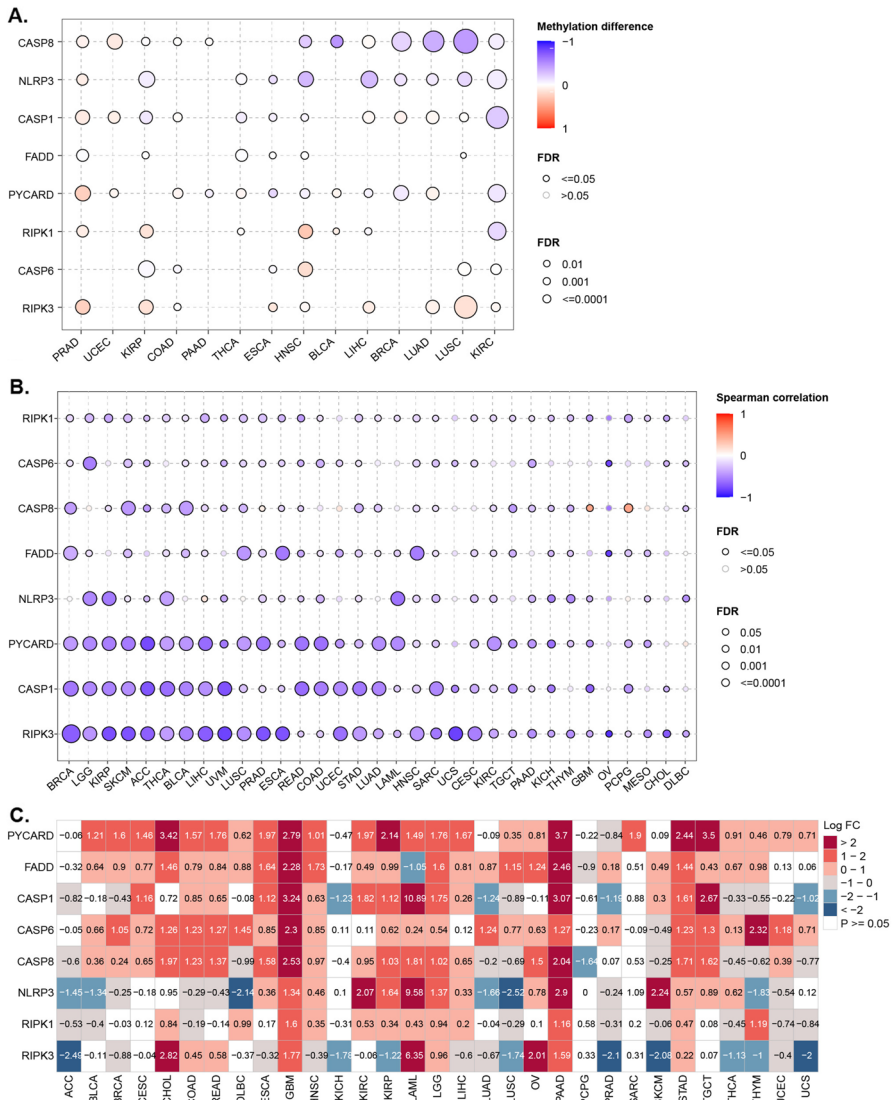 A.
CASP8
NLRP3
CASP1
FADD
PYCARD
RIPK1
CASP6
RIPK3
PRAD UCEC KIRP COAD PAAD THCA ESCA HNSC BLCA LIHC BRCA LUAD LUSC KIRC
Methylation difference
−1
0
1
FDR
<=0.05
>0.05
FDR
0.01
0.001
<=0.0001
B.
RIPK1
CASP6
CASP8
FADD
NLRP3
PYCARD
CASP1
RIPK3
BRCA LGG KIRP SKCM ACC THCA BLCA LIHC UVM LUSC PRAD ESCA READ COAD UCEC STAD LUAD LAML HNSC SARC UCS CESC KIRC TGCT PAAD KICH THYM GBM OV PCPG MESO CHOL DLBC
Spearman correlation
1
0
−1
FDR
<=0.05
>0.05
FDR
0.05
0.01
0.001
<=0.0001
C.
PYCARD -0.06 1.21 1.6 1.46 3.42 1.57 1.76 0.62 1.97 2.79 1.01 -0.47 1.97 2.14 1.49 1.76 1.67 -0.09 0.35 0.81 3.7 -0.22 -0.84 1.9 0.09 2.44 3.5 0.91 0.46 0.79 0.71
FADD -0.32 0.64 0.9 0.77 1.46 0.79 0.84 0.88 1.64 2.28 1.73 -0.17 0.49 0.99 -1.05 1.6 0.81 0.87 1.15 1.24 2.46 -0.9 0.18 0.49 0.51 1.44 0.43 0.67 0.98 0.13 0.06
CASP1 -0.82 -0.18 -0.43 1.16 0.72 0.85 0.65 -0.08 1.12 3.24 0.63 -1.23 1.82 1.12 10.89 1.75 0.26 -1.24 -0.89 -0.11 3.07 -0.61 -1.19 0.88 0.3 1.61 2.67 -0.33 -0.55 -0.22 -1.02
CASP6 -0.05 0.66 1.05 0.72 1.26 1.23 1.27 1.45 0.85 2.3 0.85 0.11 0.11 0.62 0.24 0.54 0.12 1.24 0.77 0.63 1.27 -0.23 0.17 -0.09 -0.49 1.23 1.3 0.12 2.32 1.18 0.71
CASP8 -0.6 0.36 0.24 0.65 1.97 1.23 1.37 -0.99 1.58 2.53 0.97 -0.4 0.95 1.03 1.81 1.02 0.65 -0.2 -0.69 1.5 2.04 -1.64 0.07 0.53 -0.25 1.71 1.62 -0.45 -0.62 0.39 -0.77
NLRP3 -1.45 -1.34 -0.25 -0.18 0.95 -0.29 -0.43 -2.14 0.36 1.34 0.46 0.1 2.07 1.64 9.58 1.37 0.33 -1.66 -2.52 0.78 2.9 0 -0.24 1.09 2.24 0.57 0.89 0.62 -1.83 -0.54 0.12
RIPK1 -0.53 -0.4 -0.03 0.12 0.84 -0.19 -0.14 0.99 0.17 1.6 0.35 -0.31 0.53 0.34 0.43 0.94 0.2 -0.04 -0.29 0.1 1.16 -0.58 -0.31 0.2 -0.06 0.47 0.08 -0.45 1.19 -0.74 -0.84
RIPK3 -2.49 -0.11 -0.88 -0.04 2.82 0.45 0.58 -0.37 -0.32 1.77 -0.39 -1.78 -0.06 -1.22 6.35 0.96 -0.6 -0.67 -1.74 2.01 1.59 0.33 -2.1 -0.41 -2.08 0.22 0.07 -1.13 -1 -0.92 -2
ACC BLCA BRCA CESC CHOL COAD READ DLBC ESCA GBM HNSC KICH KIRC KIRP LAML LGG LIHC LUAD LUSC OV PAAD PCPG PRAD SARC SKCM STAD TGCT THCA THYM UCEC UCS
Log FC
> 2
1 − 2
0 − 1
−1 − 0
−2 − −1
< −2
P >= 0.05